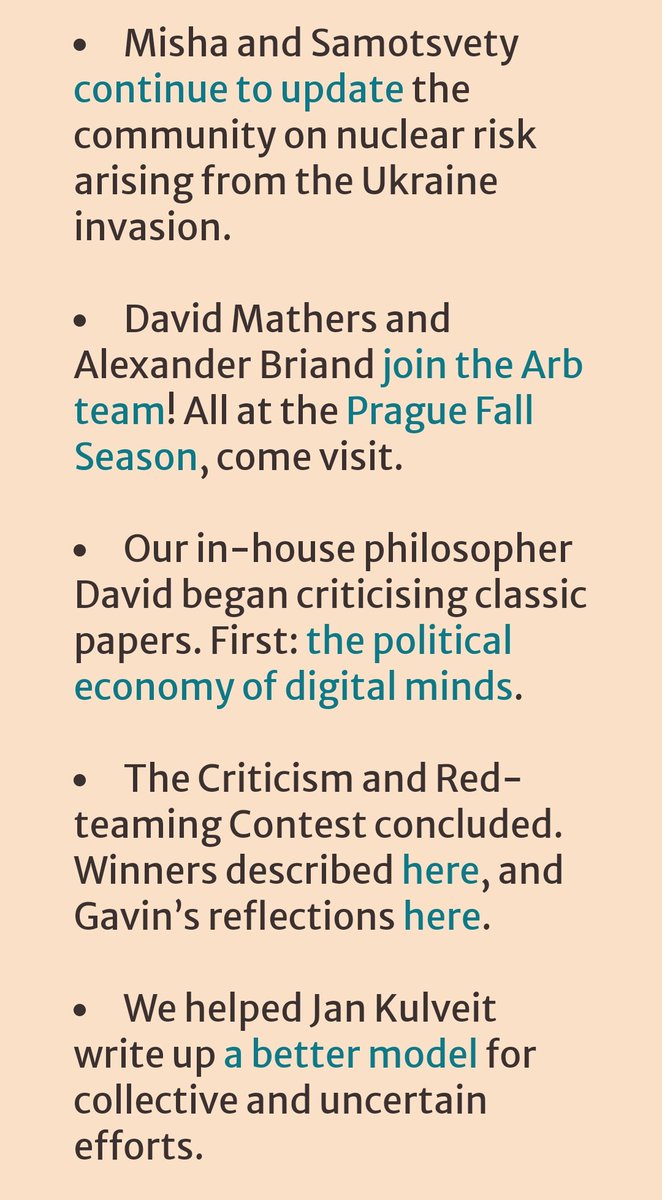 • Misha and Samotsvety
continue to update the
community on nuclear risk
arising from the Ukraine
invasion.
• David Mathers and
Alexander Briand join the Arb
team! All at the Prague Fall
Season, come visit.
• Our in-house philosopher
David began criticising classic
papers. First: the political
economy of digital minds.
• The Criticism and Red-
teaming Contest concluded.
Winners described here, and
Gavin’s reflections here.
• We helped Jan Kulveit
write up a better model for
collective and uncertain
efforts.